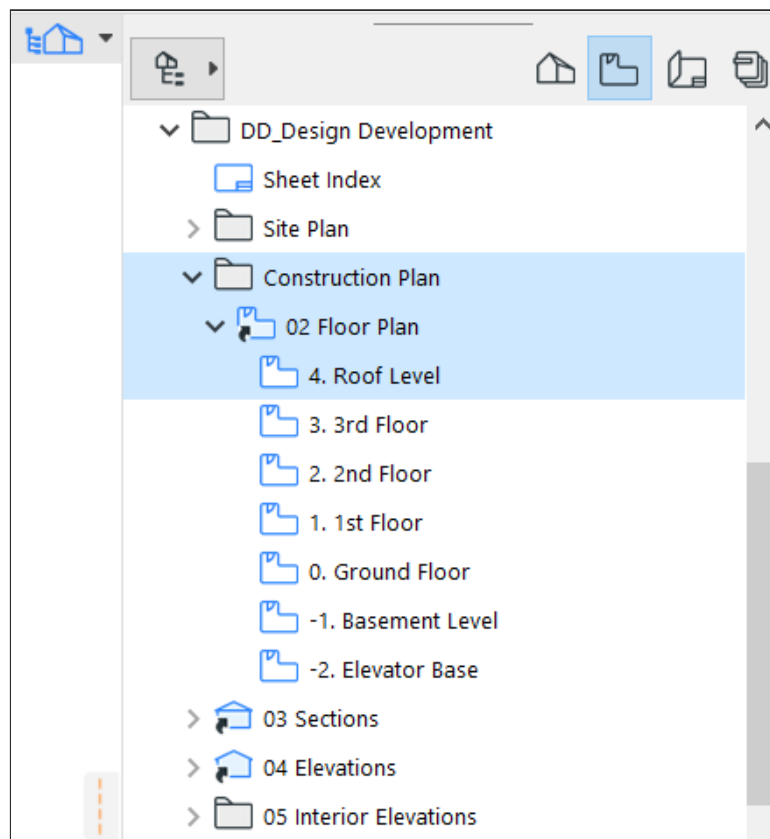 DD_Design Development
Sheet Index
Site Plan
Construction Plan
02 Floor Plan
4. Roof Level
3. 3rd Floor
2. 2nd Floor
1. 1st Floor
0. Ground Floor
-1. Basement Level
-2. Elevator Base
03 Sections
04 Elevations
05 Interior Elevations